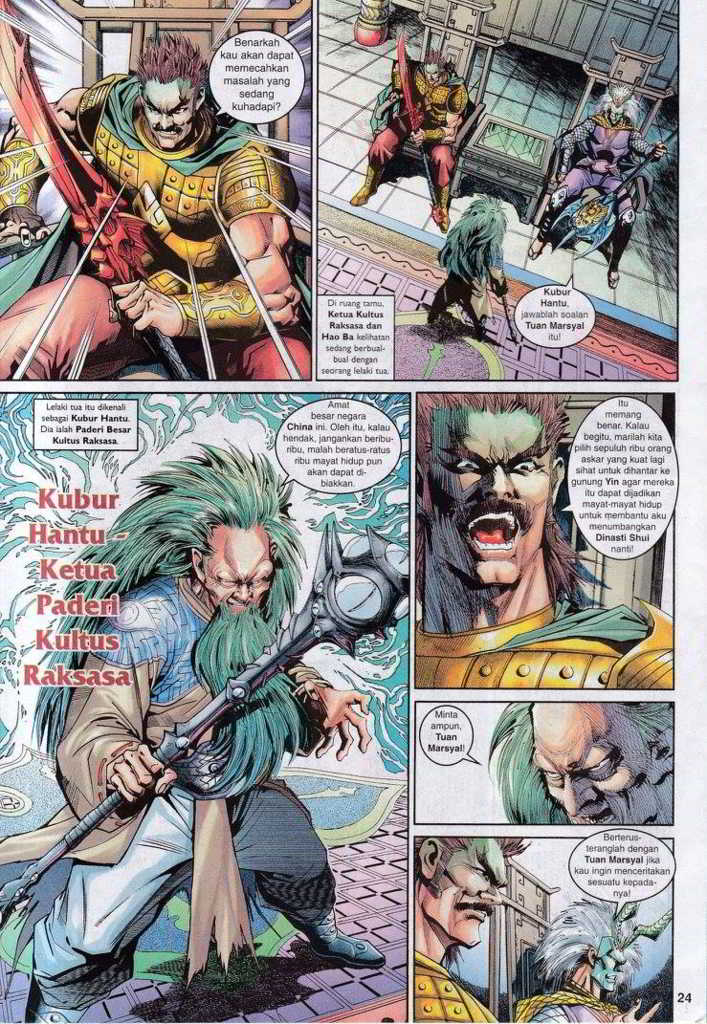 Benarkah
kau akan dapat
memecahkan
masalah yang
sedang
kuhadapi?
Di ruang tamu,
Ketua Kultus
Raksasa dan
Hao Ba kelihatan
sedang berbual-
bual dengan
seorang lelaki tua.
Kubur
Hantu,
jawablah soalan
Tuan Marsyal
itu!
Lelaki tua itu dikenali
sebagai Kubur Hantu.
Dia ialah Paderi Besar
Kultus Raksasa.
Amat
besar negara
China ini. Oleh itu, kalau
hendak, jangankan beribu-
ribu, malah beratus-ratus
ribu mayat hidup pun
akan dapat di-
biakkan.
Kubur
Hantu -
Ketua
Paderi
Kultus
Raksasa
Itu
memang
benar. Kalau
begitu, marilah kita
pilih sepuluh ribu orang
askar yang kuat lagi
sihat untuk dihantar ke
gunung Yin agar mereka
itu dapat dijadikan
mayat-mayat hidup
untuk membantu aku
menumbangkan
Dinasti Shui
nanti!
Minta
ampun,
Tuan
Marsyal!
Berterus-
teranglah dengan
Tuan Marsyal jika
kau ingin menceritakan
sesuatu kepada-
nya!
24